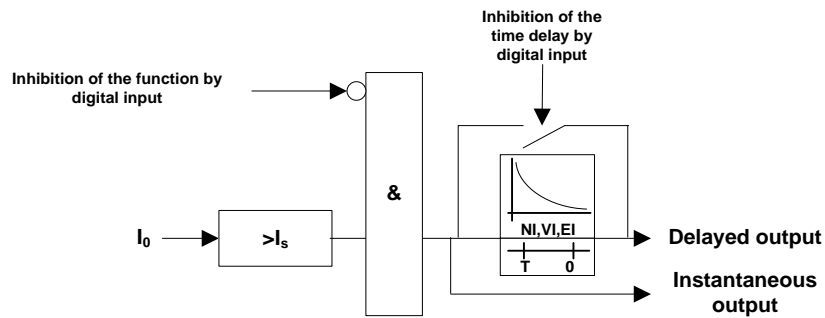 Inhibition of the
time delay by
digital input
Inhibition of the function by
digital input
&
I₀
>Iₛ
NI,VI,EI
T 0
Delayed output
Instantaneous
output